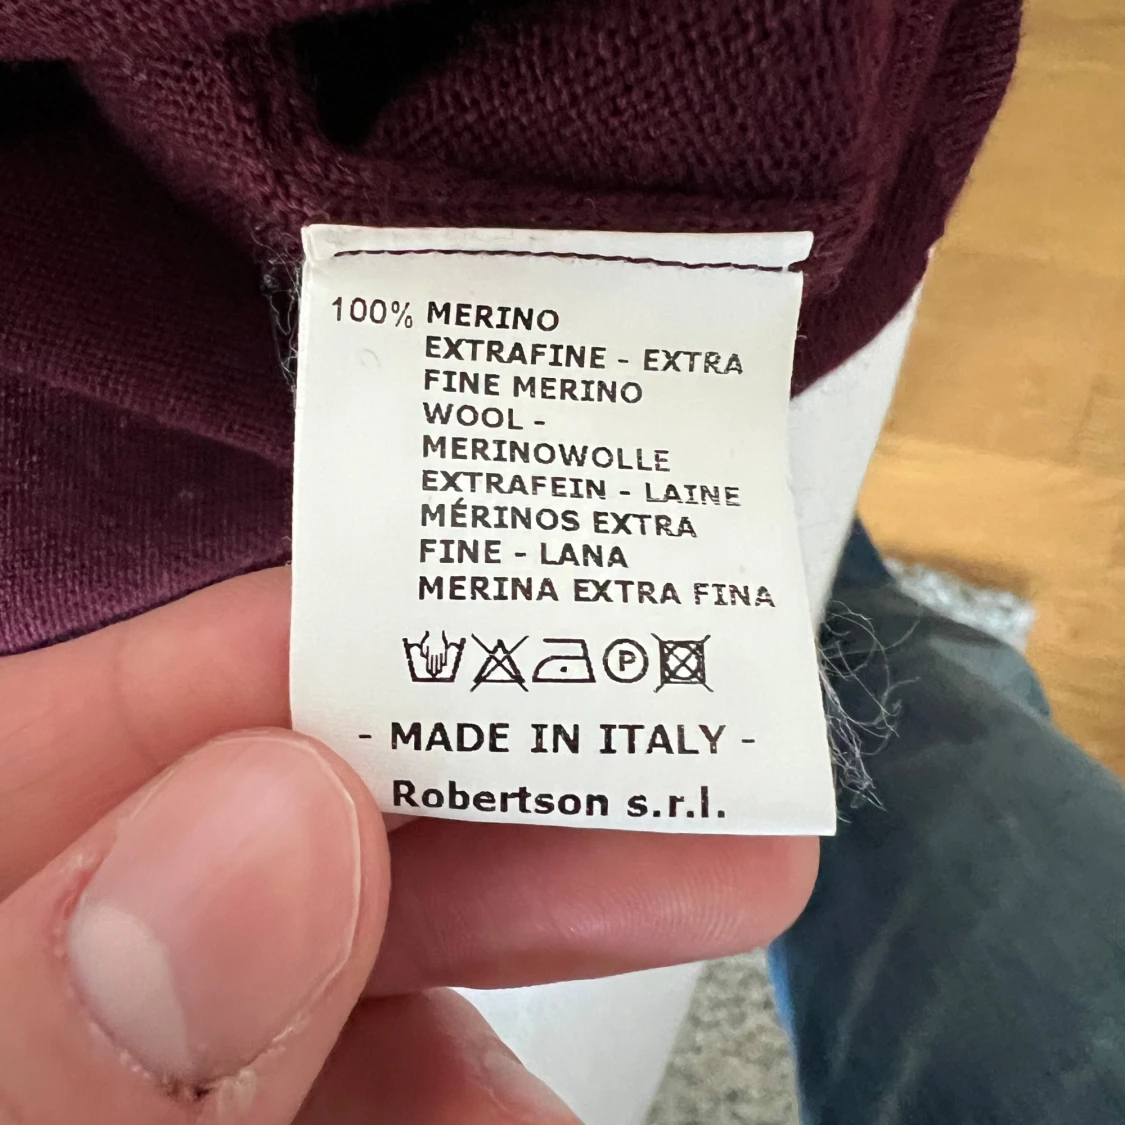 100% MERINO
EXTRAFINE - EXTRA
FINE MERINO
WOOL -
MERINOWOLLE
EXTRAFEIN - LAINE
MÉRINOS EXTRA
FINE - LANA
MERINA EXTRA FINA
P
- MADE IN ITALY -
Robertson s.r.l.